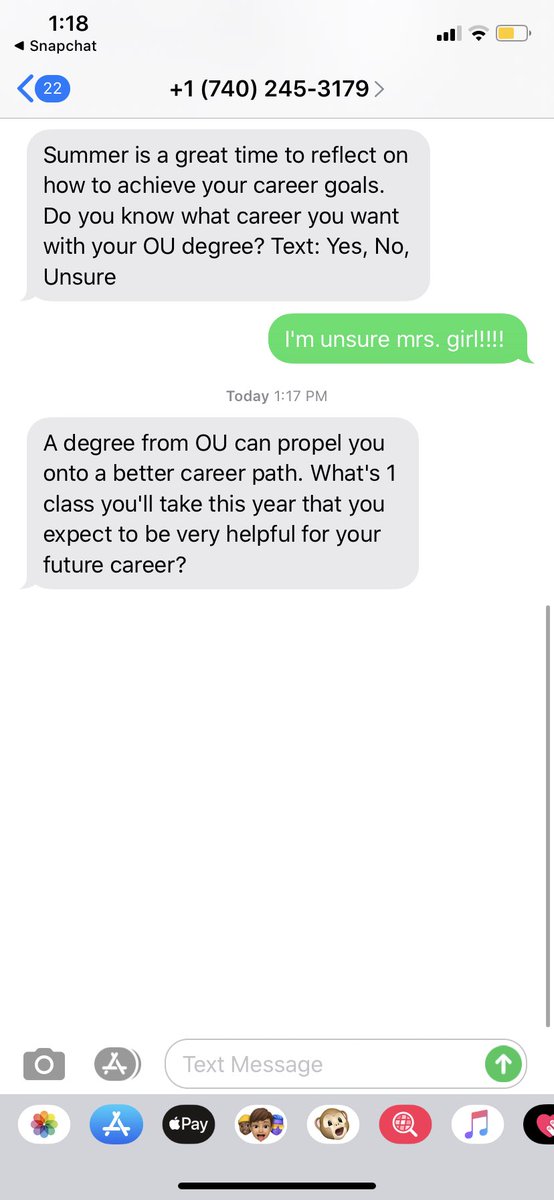 1:18
◀ Snapchat
22
+1 (740) 245-3179
Summer is a great time to reflect on
how to achieve your career goals.
Do you know what career you want
with your OU degree? Text: Yes, No,
Unsure
I'm unsure mrs. girl!!!!
Today 1:17 PM
A degree from OU can propel you
onto a better career path. What's 1
class you'll take this year that you
expect to be very helpful for your
future career?
Text Message
Pay